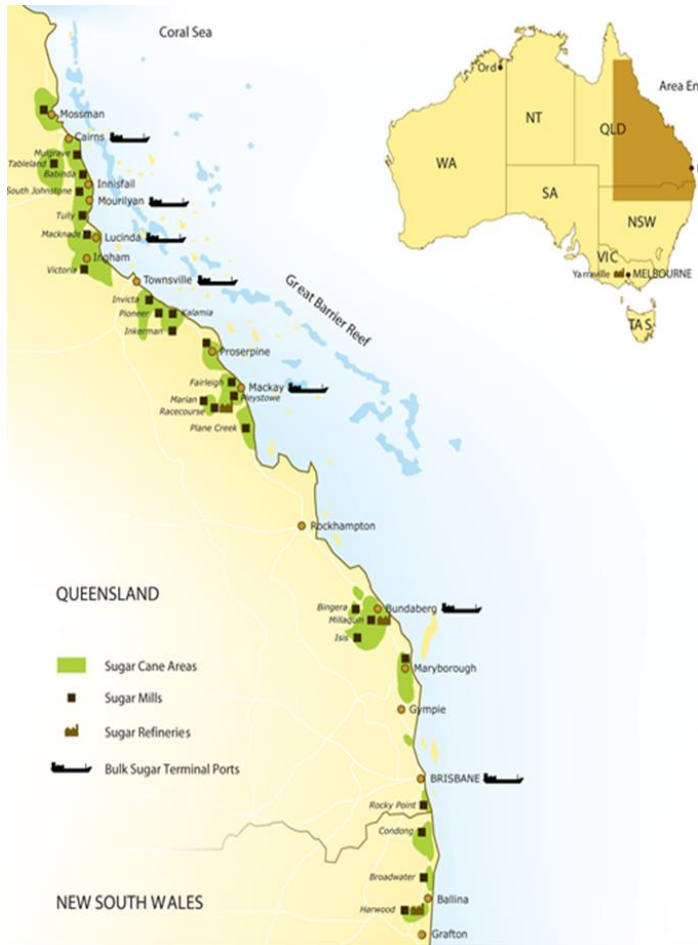 Coral Sea
Ord
Area En
NT
QLD
WA
SA
NSW
VIC
Yarraville
MELBOURNE
TAS
Mossman
Cairns
Mulgrave
Tableland
Babinda
Innisfail
South Johnstone
Mourilyan
Tully
Macknade
Lucinda
Ingham
Victoria
Townsville
Great Barrier Reef
Invicta
Pioneer
Kalamia
Inkerman
Proserpine
Fairleigh
Mackay
Pleystowe
Marian
Racecourse
Plane Creek
Rockhampton
QUEENSLAND
Bingera
Bundaberg
Millaquin
Isis
Sugar Cane Areas
Maryborough
Sugar Mills
Gympie
Sugar Refineries
Bulk Sugar Terminal Ports
BRISBANE
Rocky Point
Condong
Broadwater
NEW SOUTH WALES
Ballina
Harwood
Grafton